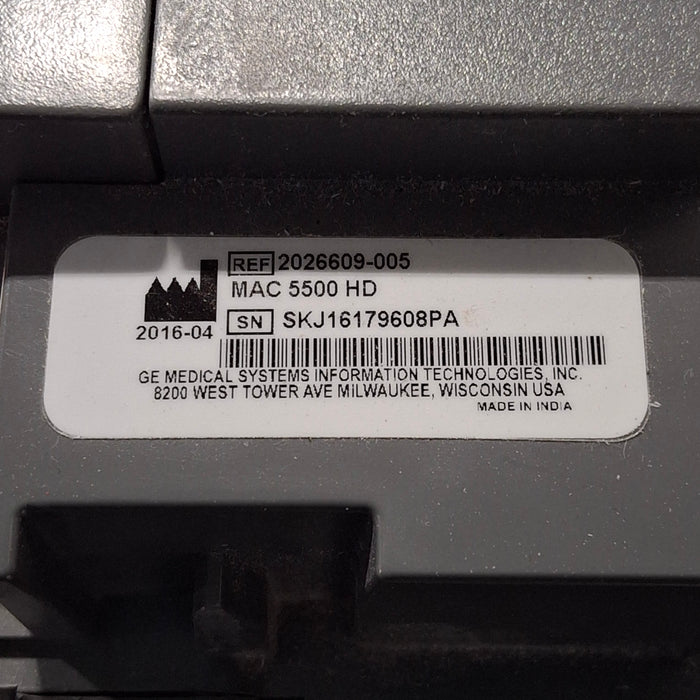 REF 2026609-005
MAC 5500 HD
2016-04
SN SKJ16179608PA
GE MEDICAL SYSTEMS INFORMATION TECHNOLOGIES, INC.
8200 WEST TOWER AVE MILWAUKEE, WISCONSIN USA
MADE IN INDIA